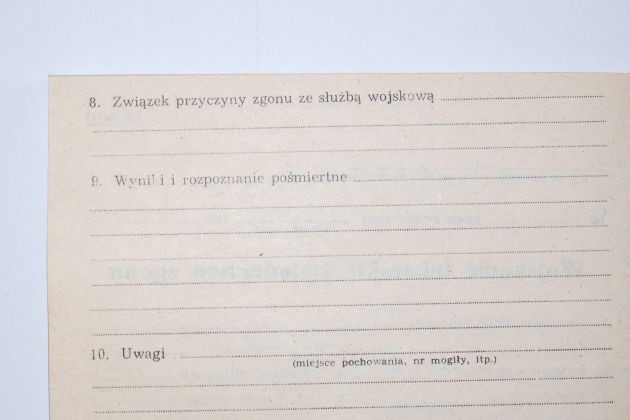 8. Związek przyczyny zgonu ze służbą wojskową
9. Wyniki i rozpoznanie pośmiertne
10. Uwagi
(miejsce pochowania, nr mogiły, itp.)